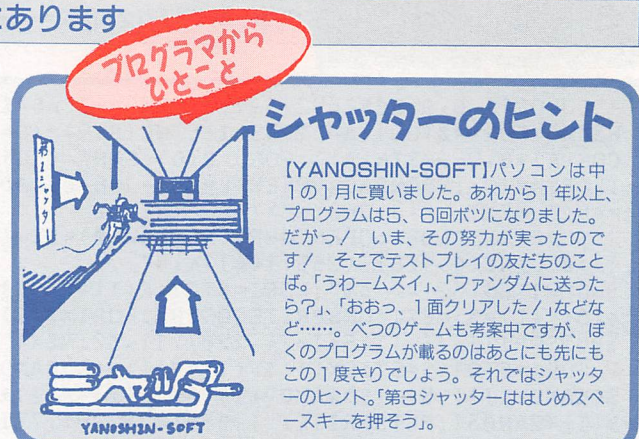 にあります
プログラマから
ひとこと
シャッターのヒント
第1シャッター
【YANOSHIN-SOFT】パソコンは中
1の1月に買いました。あれから1年以上、
プログラムは5、6回ボツになりました。
だがっ! いま、その努力が実ったので
す! そこでテストプレイの友だちのこと
ば。「うわームズイ」、「ファンダムに送った
ら?」、「おおっ、1面クリアした!」などな
ど……。べつのゲームも考案中ですが、ぼ
くのプログラムが載るのはあとにも先にも
この1度きりでしょう。それではシャッタ
ーのヒント。「第3シャッターははじめスペ
ースキーを押そう」。
YANOSHIN-SOFT